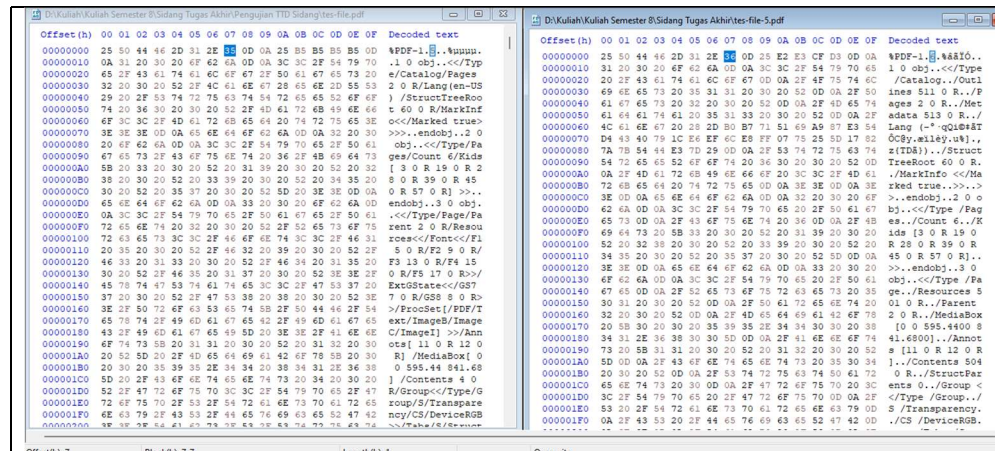 D:\Kuliah\Kuliah Semester 8\Sidang Tugas Akhir\Pengujian TTD Sidang\tes-file.pdf
Offset(h) 00 01 02 03 04 05 06 07 08 09 0A 0B 0C 0D 0E 0F Decoded text
00000000 25 50 44 46 2D 31 2E 35 0D 0A 25 B5 B5 B5 B5 0D %PDF-1.5..%µµµµ.
00000010 0A 31 20 30 20 6F 62 6A 0D 0A 3C 3C 2F 54 79 70 .1 0 obj..<</Typ
00000020 65 2F 43 61 74 61 6C 6F 67 2F 50 61 67 65 73 20 e/Catalog/Pages
00000030 32 20 30 20 52 2F 4C 61 6E 67 28 65 6E 2D 55 53 2 0 R/Lang(en-US
00000040 29 20 2F 53 74 72 75 63 74 54 72 65 65 52 6F 6F ) /StructTreeRoo
00000050 74 20 36 30 20 30 20 52 2F 4D 61 72 6B 49 6E 66 t 60 0 R/MarkInf
00000060 6F 3C 3C 2F 4D 61 72 6B 65 64 20 74 72 75 65 3E o<</Marked true>
00000070 3E 3E 3E 0D 0A 65 6E 64 6F 62 6A 0D 0A 32 20 30 >>>..endobj..2 0
00000080 20 6F 62 6A 0D 0A 3C 3C 2F 54 79 70 65 2F 50 61 obj..<</Type/Pa
00000090 67 65 73 2F 43 6F 75 6E 74 20 36 2F 4B 69 64 73 ges/Count 6/Kids
000000A0 5B 20 33 20 30 20 52 20 31 39 20 30 20 52 20 32 [ 3 0 R 19 0 R 2
000000B0 38 20 30 20 52 20 33 39 20 30 20 52 20 34 35 20 8 0 R 39 0 R 45
000000C0 30 20 52 20 35 37 20 30 20 52 5D 20 3E 3E 0D 0A 0 R 57 0 R] >>..
000000D0 65 6E 64 6F 62 6A 0D 0A 33 20 30 20 6F 62 6A 0D endobj..3 0 obj.
000000E0 0A 3C 3C 2F 54 79 70 65 2F 50 61 67 65 2F 50 61 .<</Type/Page/Pa
000000F0 72 65 6E 74 20 32 20 30 20 52 2F 52 65 73 6F 75 rent 2 0 R/Resou
00000100 72 63 65 73 3C 3C 2F 46 6F 6E 74 3C 3C 2F 46 31 rces<</Font<</F1
00000110 20 35 20 30 20 52 2F 46 32 20 39 20 30 20 52 2F 5 0 R/F2 9 0 R/
00000120 46 33 20 31 33 20 30 20 52 2F 46 34 20 31 35 20 F3 13 0 R/F4 15
00000130 30 20 52 2F 46 35 20 31 37 20 30 20 52 3E 3E 2F 0 R/F5 17 0 R>>/
00000140 45 78 74 47 53 74 61 74 65 3C 3C 2F 47 53 37 20 ExtGState<</GS7
00000150 37 20 30 20 52 2F 47 53 38 20 38 20 30 20 52 3E 7 0 R/GS8 8 0 R>
00000160 3E 2F 50 72 6F 63 53 65 74 5B 2F 50 44 46 2F 54 >/ProcSet[/PDF/T
00000170 65 78 74 2F 49 6D 61 67 65 42 2F 49 6D 61 67 65 ext/ImageB/Image
00000180 43 2F 49 6D 61 67 65 49 5D 20 3E 3E 2F 41 6E 6E C/ImageI] >>/Ann
00000190 6F 74 73 5B 20 31 31 20 30 20 52 20 31 32 20 30 ots[ 11 0 R 12 0
000001A0 20 52 5D 20 2F 4D 65 64 69 61 42 6F 78 5B 20 30 R] /MediaBox[ 0
000001B0 20 30 20 35 39 35 2E 34 34 20 38 34 31 2E 36 38 0 595.44 841.68
000001C0 5D 20 2F 43 6F 6E 74 65 6E 74 73 20 34 20 30 20 ] /Contents 4 0
000001D0 52 2F 47 72 6F 75 70 3C 3C 2F 54 79 70 65 2F 47 R/Group<</Type/G
000001E0 72 6F 75 70 2F 53 2F 54 72 61 6E 73 70 61 72 65 roup/S/Transpare
000001F0 6E 63 79 2F 43 53 2F 44 65 76 69 63 65 52 47 42 ncy/CS/DeviceRGB
D:\Kuliah\Kuliah Semester 8\Sidang Tugas Akhir\tes-file-5.pdf
Offset(h) 00 01 02 03 04 05 06 07 08 09 0A 0B 0C 0D 0E 0F Decoded text
00000000 25 50 44 46 2D 31 2E 36 0D 25 E2 E3 CF D3 0D 0A %PDF-1.6.%âãÏÓ..
00000010 31 20 30 20 6F 62 6A 0D 0A 3C 3C 2F 54 79 70 65 1 0 obj..<</Type
00000020 20 2F 43 61 74 61 6C 6F 67 0D 0A 2F 4F 75 74 6C /Catalog../Outl
00000030 69 6E 65 73 20 35 31 31 20 30 20 52 0D 0A 2F 50 ines 511 0 R../P
00000040 61 67 65 73 20 32 20 30 20 52 0D 0A 2F 4D 65 74 ages 2 0 R../Met
00000050 61 64 61 74 61 20 35 31 33 20 30 20 52 0D 0A 2F adata 513 0 R../
00000060 4C 61 6E 67 20 28 2D B0 B7 71 51 69 A9 87 E3 54 Lang (-°·qQi©‡ãT
00000070 D4 43 40 79 1C E6 EF 6C E8 FF 07 75 25 5D 17 82
00000080 7A 7B 54 44 E3 7D 29 0D 0A 2F 53 74 72 75 63 74 z{TDã})../Struct
00000090 54 72 65 65 52 6F 6F 74 20 36 30 20 30 20 52 0D TreeRoot 60 0 R.
000000A0 0A 2F 4D 61 72 6B 49 6E 66 6F 20 3C 3C 2F 4D 61 ./MarkInfo <</Ma
000000B0 72 6B 65 64 20 74 72 75 65 0D 0A 3E 3E 0D 0A 3E rked true..>>..>
000000C0 3E 0D 0A 65 6E 64 6F 62 6A 0D 0A 32 20 30 20 6F >..endobj..2 0 o
000000D0 62 6A 0D 0A 3C 3C 2F 54 79 70 65 20 2F 50 61 67 bj..<</Type /Pag
000000E0 65 73 0D 0A 2F 43 6F 75 6E 74 20 36 0D 0A 2F 4B es../Count 6../K
000000F0 69 64 73 20 5B 33 20 30 20 52 20 31 39 20 30 20 ids [3 0 R 19 0
00000100 52 20 32 38 20 30 20 52 20 33 39 20 30 20 52 20 R 28 0 R 39 0 R
00000110 34 35 20 30 20 52 20 35 37 20 30 20 52 5D 0D 0A 45 0 R 57 0 R]..
00000120 3E 3E 0D 0A 65 6E 64 6F 62 6A 0D 0A 33 20 30 20 >>..endobj..3 0
00000130 6F 62 6A 0D 0A 3C 3C 2F 54 79 70 65 20 2F 50 61 obj..<</Type /Pa
00000140 67 65 0D 0A 2F 52 65 73 6F 75 72 63 65 73 20 35 ge../Resources 5
00000150 30 31 20 30 20 52 0D 0A 2F 50 61 72 65 6E 74 20 01 0 R../Parent
00000160 32 20 30 20 52 0D 0A 2F 4D 65 64 69 61 42 6F 78 2 0 R../MediaBox
00000170 20 5B 30 20 30 20 35 39 35 2E 34 34 30 30 20 38 [0 0 595.4400 8
00000180 34 31 2E 36 38 30 30 5D 0D 0A 2F 41 6E 6E 6F 74 41.6800]../Annot
00000190 73 20 5B 31 31 20 30 20 52 20 31 32 20 30 20 52 s [11 0 R 12 0 R
000001A0 5D 0D 0A 2F 43 6F 6E 74 65 6E 74 73 20 35 30 34 ]../Contents 504
000001B0 20 30 20 52 0D 0A 2F 53 74 72 75 63 74 50 61 72 0 R../StructPar
000001C0 65 6E 74 73 20 30 0D 0A 2F 47 72 6F 75 70 20 3C ents 0../Group <
000001D0 3C 2F 54 79 70 65 20 2F 47 72 6F 75 70 0D 0A 2F </Type /Group../
000001E0 53 20 2F 54 72 61 6E 73 70 61 72 65 6E 63 79 0D S /Transparency.
000001F0 0A 2F 43 53 20 2F 44 65 76 69 63 65 52 47 42 0D ./CS /DeviceRGB.